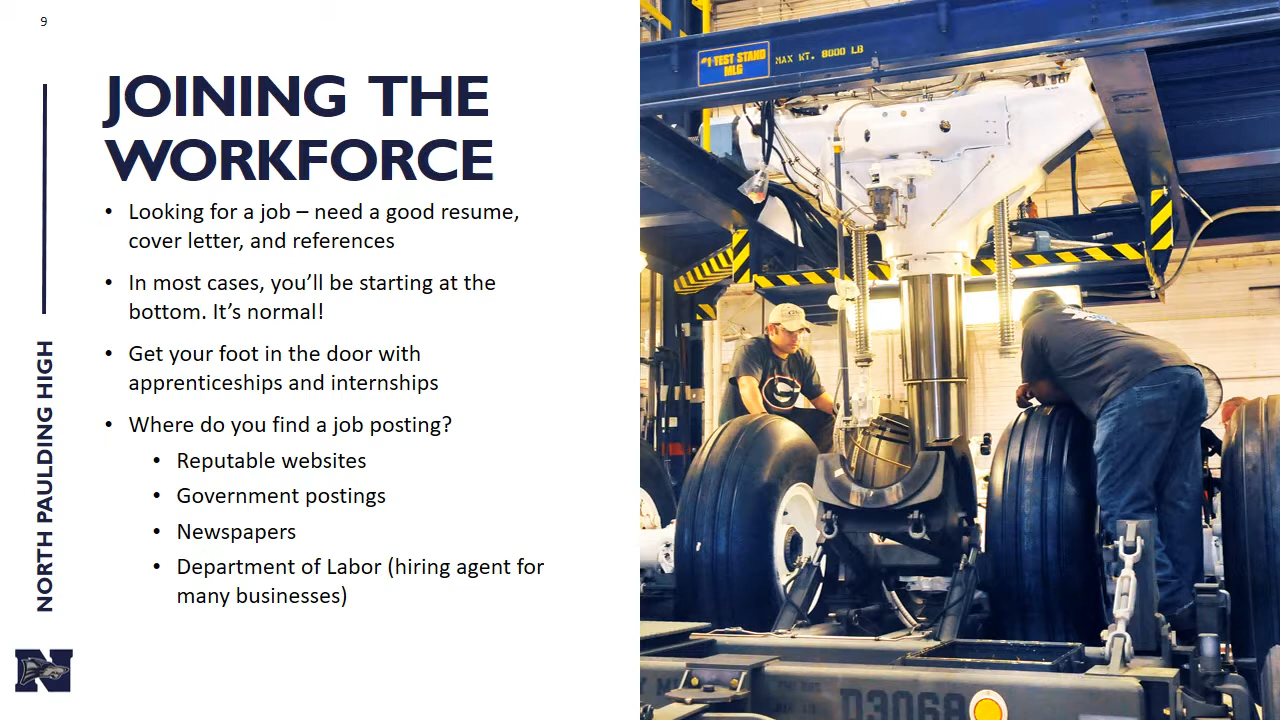 9
JOINING THE
WORKFORCE
• Looking for a job – need a good resume,
cover letter, and references
• In most cases, you’ll be starting at the
bottom. It’s normal!
• Get your foot in the door with
apprenticeships and internships
• Where do you find a job posting?
• Reputable websites
• Government postings
• Newspapers
• Department of Labor (hiring agent for
many businesses)
NORTH PAULDING HIGH
N
#1 TEST STAND
MLG
MAX WT. 8000 LB
G
D3068